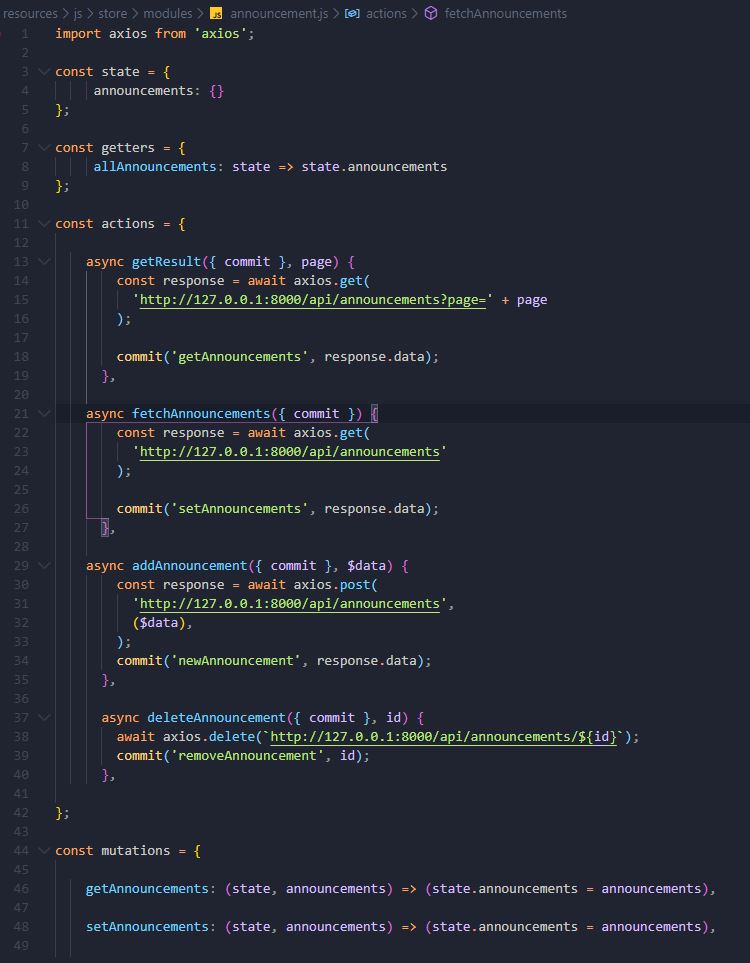 resources > js > store > modules > JS announcement.js > actions > fetchAnnouncements
1 import axios from 'axios';
2
3 const state = {
4 announcements: {}
5 };
6
7 const getters = {
8 allAnnouncements: state => state.announcements
9 };
10
11 const actions = {
12
13 async getResult({ commit }, page) {
14 const response = await axios.get(
15 'http://127.0.0.1:8000/api/announcements?page=' + page
16 );
17
18 commit('getAnnouncements', response.data);
19 },
20
21 async fetchAnnouncements({ commit }) {
22 const response = await axios.get(
23 'http://127.0.0.1:8000/api/announcements'
24 );
25
26 commit('setAnnouncements', response.data);
27 },
28
29 async addAnnouncement({ commit }, $data) {
30 const response = await axios.post(
31 'http://127.0.0.1:8000/api/announcements',
32 ($data),
33 );
34 commit('newAnnouncement', response.data);
35 },
36
37 async deleteAnnouncement({ commit }, id) {
38 await axios.delete(`http://127.0.0.1:8000/api/announcements/${id}`);
39 commit('removeAnnouncement', id);
40 },
41
42 };
43
44 const mutations = {
45
46 getAnnouncements: (state, announcements) => (state.announcements = announcements),
47
48 setAnnouncements: (state, announcements) => (state.announcements = announcements),
49